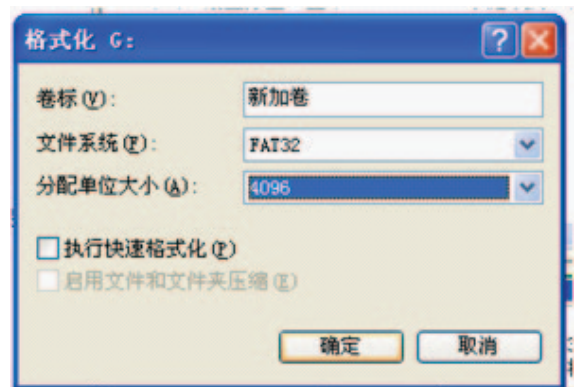 格式化 G:
卷标(V): 新加卷
文件系统(F): FAT32
分配单位大小(A): 4096
执行快速格式化(P)
启用文件和文件夹压缩(E)
确定 取消